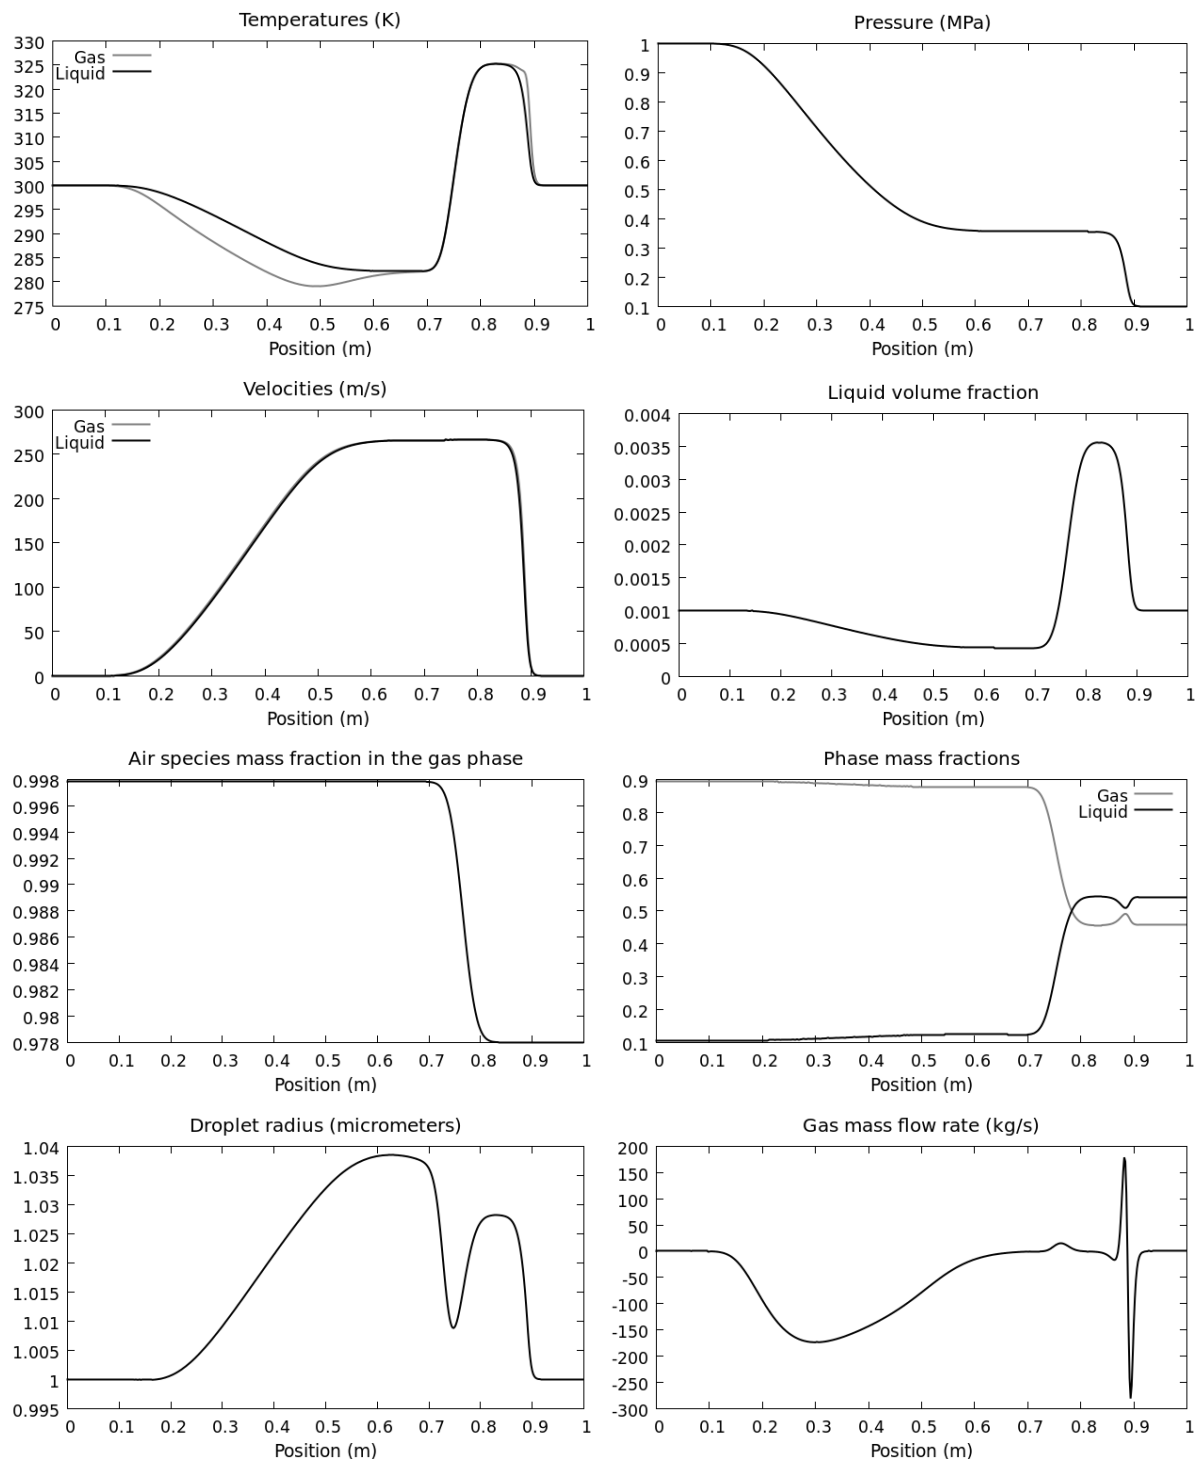 Temperatures (K)
330
325
320
315
310
305
300
295
290
285
280
275
Gas
Liquid
0 0.1 0.2 0.3 0.4 0.5 0.6 0.7 0.8 0.9 1
Position (m)
Pressure (MPa)
1
0.9
0.8
0.7
0.6
0.5
0.4
0.3
0.2
0.1
0 0.1 0.2 0.3 0.4 0.5 0.6 0.7 0.8 0.9 1
Position (m)
Velocities (m/s)
300
250
200
150
100
50
0
Gas
Liquid
0 0.1 0.2 0.3 0.4 0.5 0.6 0.7 0.8 0.9 1
Position (m)
Liquid volume fraction
0.004
0.0035
0.003
0.0025
0.002
0.0015
0.001
0.0005
0
0 0.1 0.2 0.3 0.4 0.5 0.6 0.7 0.8 0.9 1
Position (m)
Air species mass fraction in the gas phase
0.998
0.996
0.994
0.992
0.99
0.988
0.986
0.984
0.982
0.98
0.978
0 0.1 0.2 0.3 0.4 0.5 0.6 0.7 0.8 0.9 1
Position (m)
Phase mass fractions
0.9
0.8
0.7
0.6
0.5
0.4
0.3
0.2
0.1
Gas
Liquid
0 0.1 0.2 0.3 0.4 0.5 0.6 0.7 0.8 0.9 1
Position (m)
Droplet radius (micrometers)
1.04
1.035
1.03
1.025
1.02
1.015
1.01
1.005
1
0.995
0 0.1 0.2 0.3 0.4 0.5 0.6 0.7 0.8 0.9 1
Position (m)
Gas mass flow rate (kg/s)
200
150
100
50
0
-50
-100
-150
-200
-250
-300
0 0.1 0.2 0.3 0.4 0.5 0.6 0.7 0.8 0.9 1
Position (m)